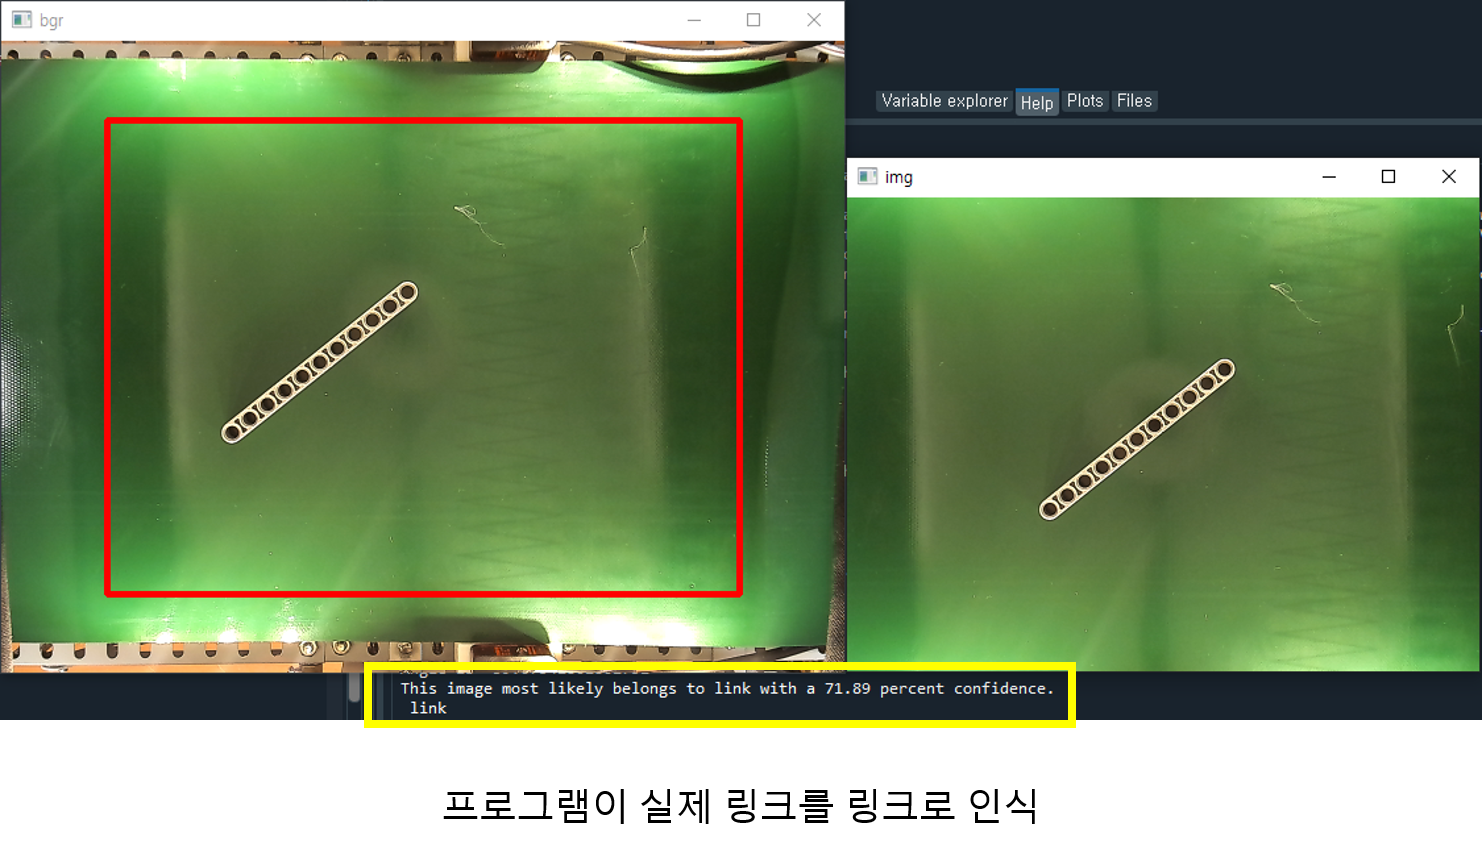 bgr
Variable explorer Help Plots Files
img
This image most likely belongs to link with a 71.89 percent confidence.
link
프로그램이 실제 링크를 링크로 인식